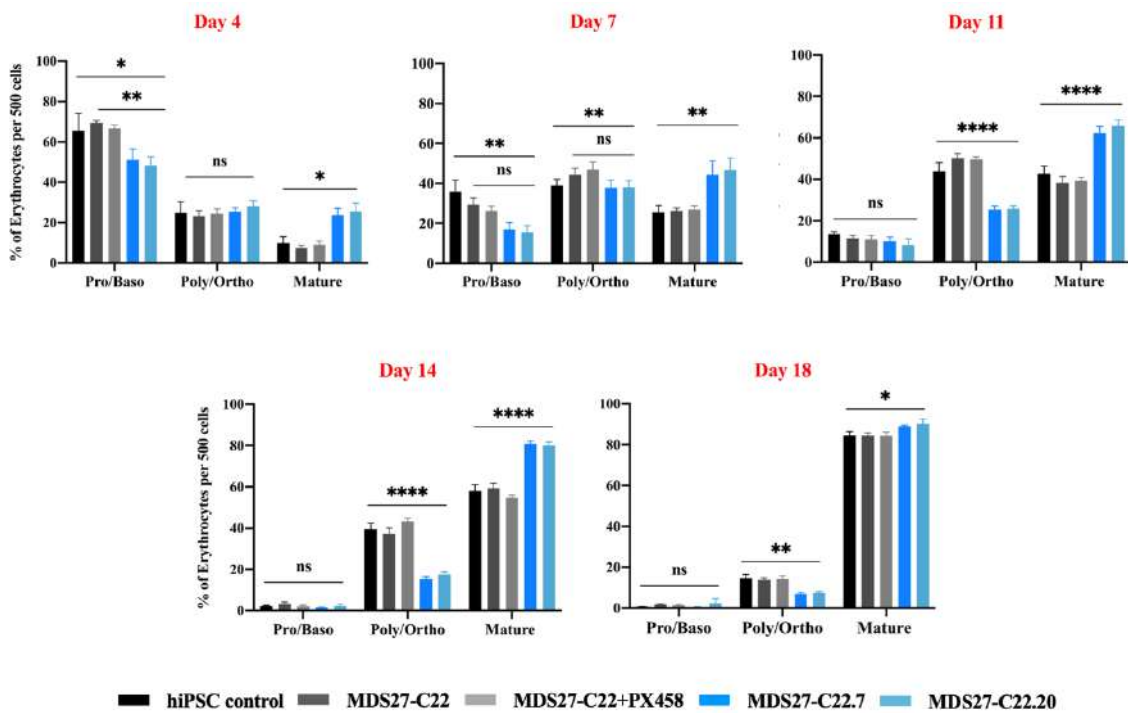 Day 4
% of Erythrocytes per 500 cells
100
80
60
40
20
0
*
**
ns
*
Pro/Baso Poly/Ortho Mature
Day 7
100
80
60
40
20
0
**
ns
**
ns
**
Pro/Baso Poly/Ortho Mature
Day 11
100
80
60
40
20
0
ns
****
****
Pro/Baso Poly/Ortho Mature
Day 14
% of Erythrocytes per 500 cells
100
80
60
40
20
0
ns
****
****
Pro/Baso Poly/Ortho Mature
Day 18
100
80
60
40
20
0
ns
**
*
Pro/Baso Poly/Ortho Mature
hiPSC control MDS27-C22 MDS27-C22+PX458 MDS27-C22.7 MDS27-C22.20